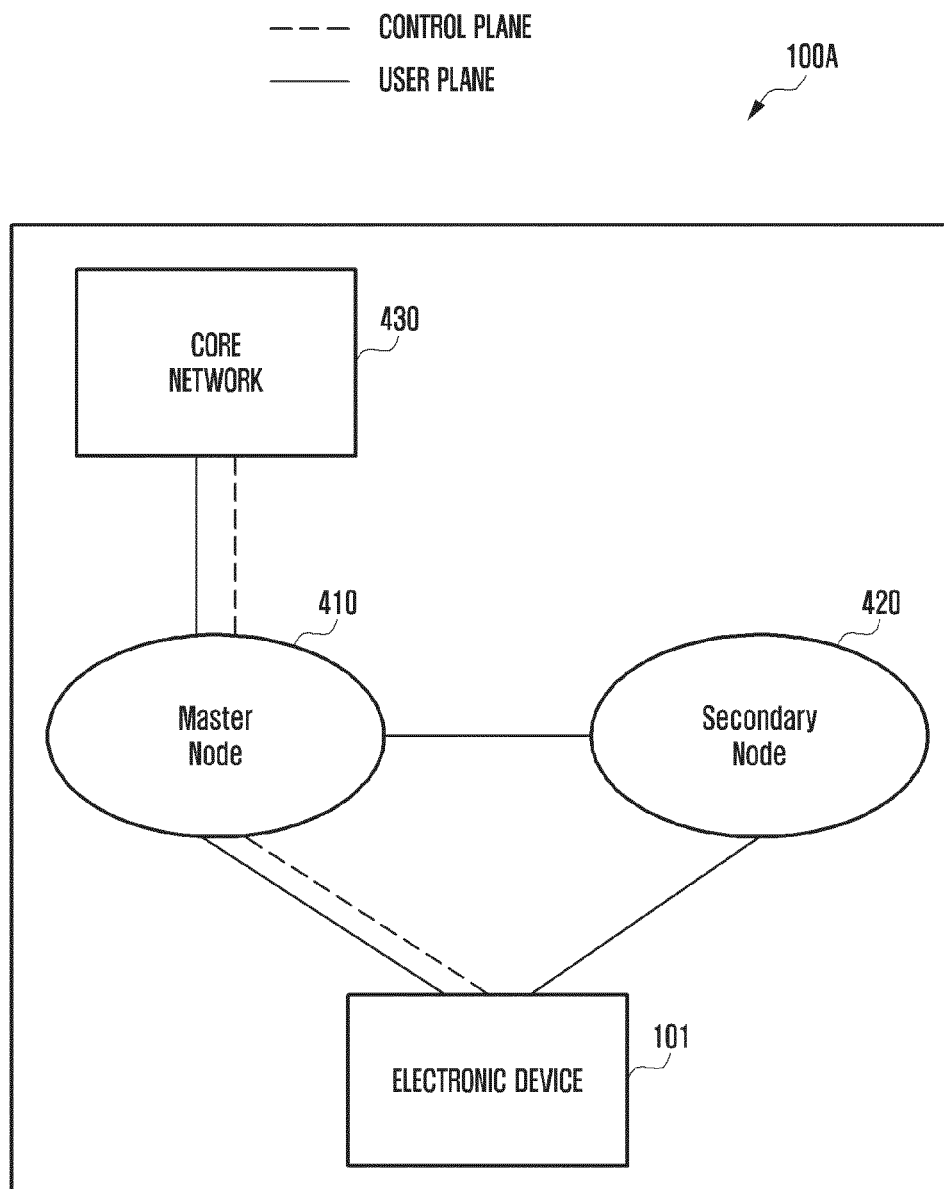 CONTROL PLANE
USER PLANE
100A
CORE
NETWORK
430
410
420
Master
Node
Secondary
Node
101
ELECTRONIC DEVICE